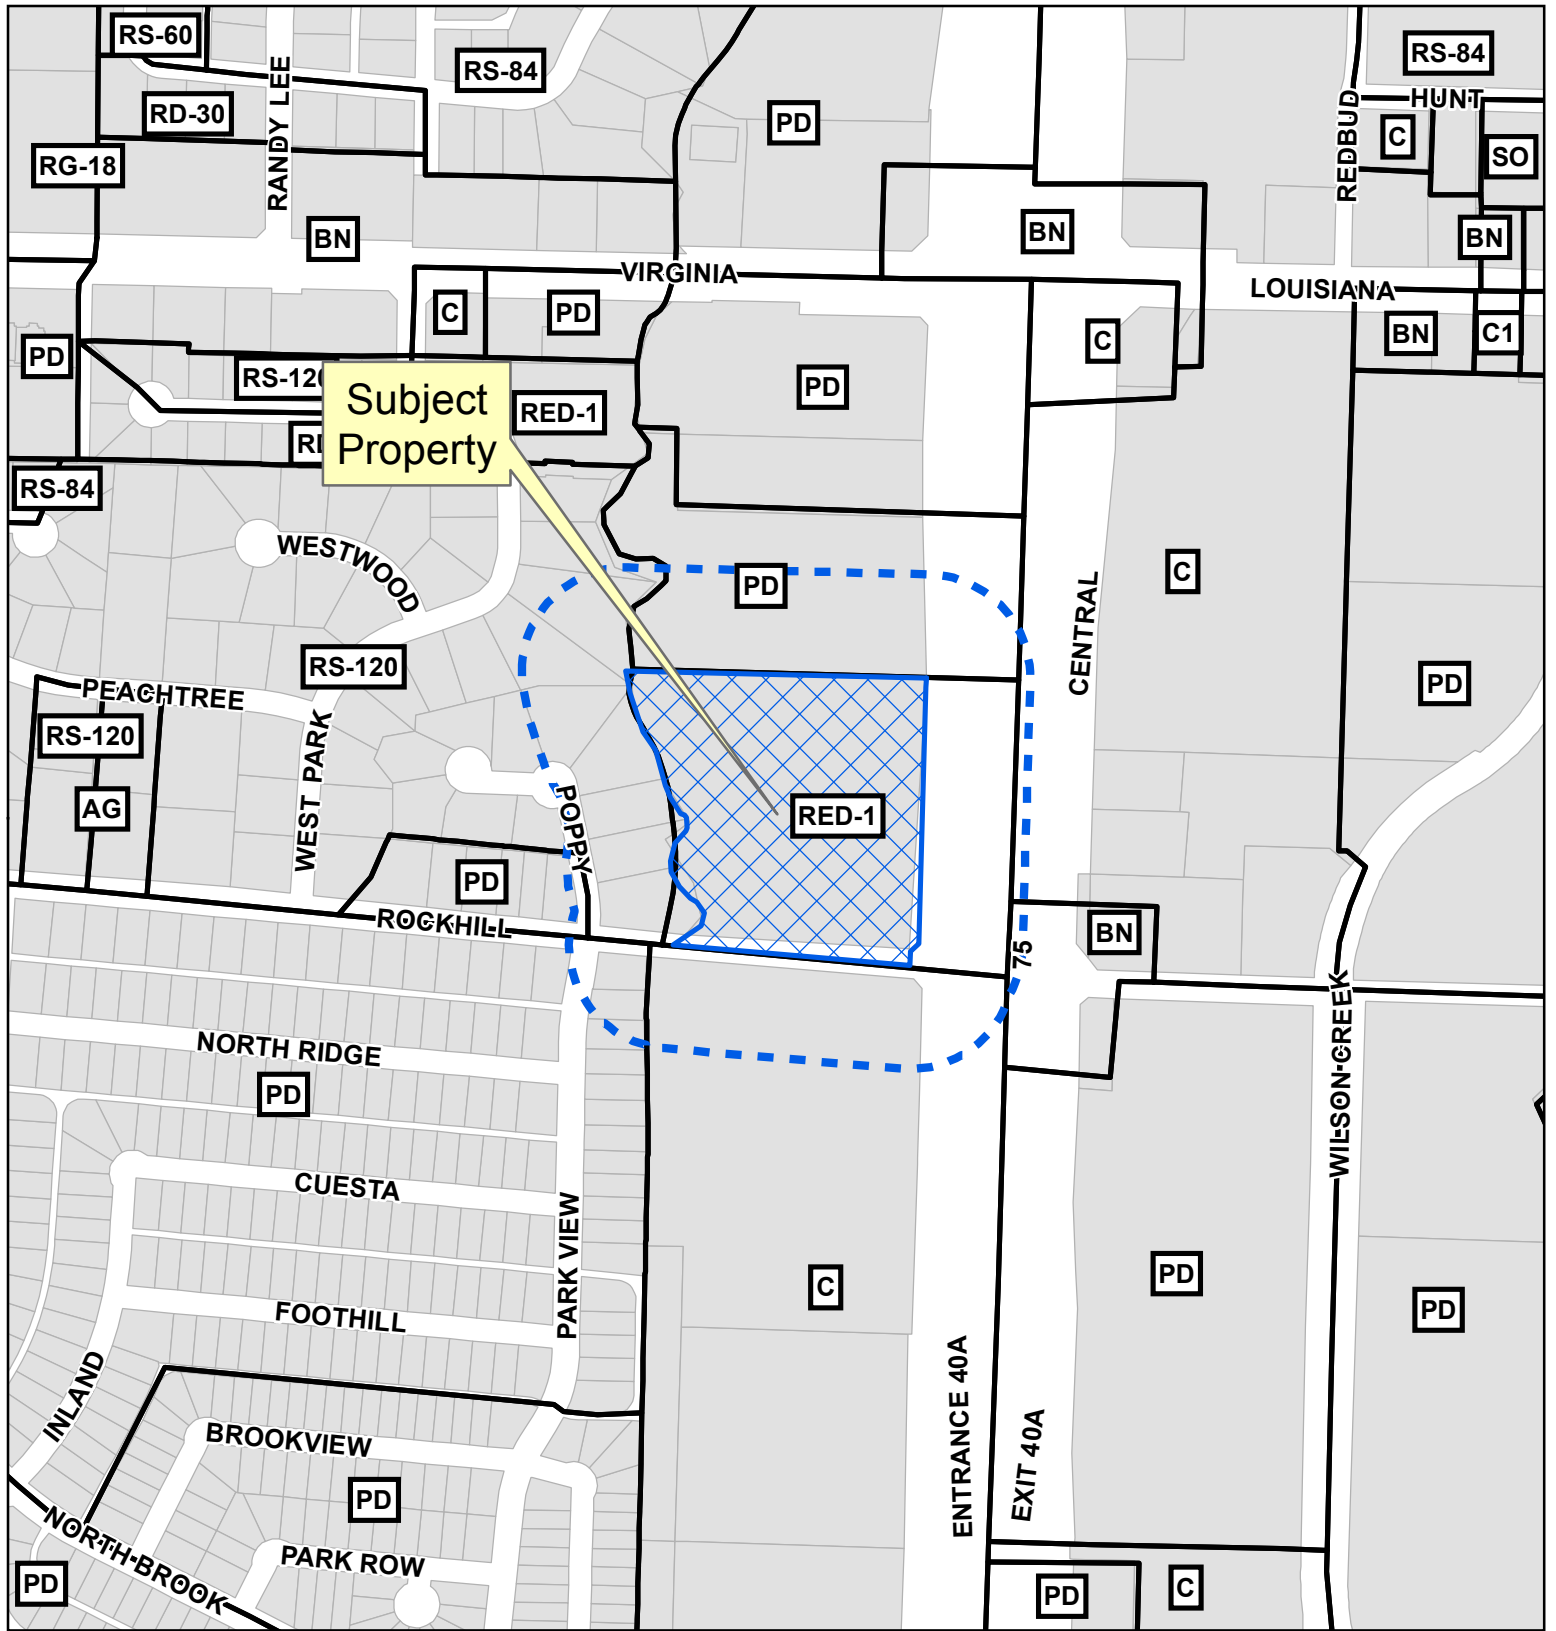 RS-60
RS-84
RS-84
RD-30
RANDY LEE
PD
REDBUD
HUNT
C
SO
RG-18
BN
BN
BN
VIRGINIA
LOUISIANA
C
PD
C
BN
C1
PD
RS-120
PD
Subject
Property
RED-1
RS-84
WESTWOOD
PD
C
CENTRAL
RS-120
PEACHTREE
PD
RS-120
WEST PARK
AG
POPPY
RED-1
PD
ROCKHILL
BN
75
WILSON CREEK
NORTH RIDGE
PD
CUESTA
PARK VIEW
C
PD
PD
FOOTHILL
INLAND
ENTRANCE 40A
EXIT 40A
BROOKVIEW
PD
NORTH BROOK
PARK ROW
PD
PD
C